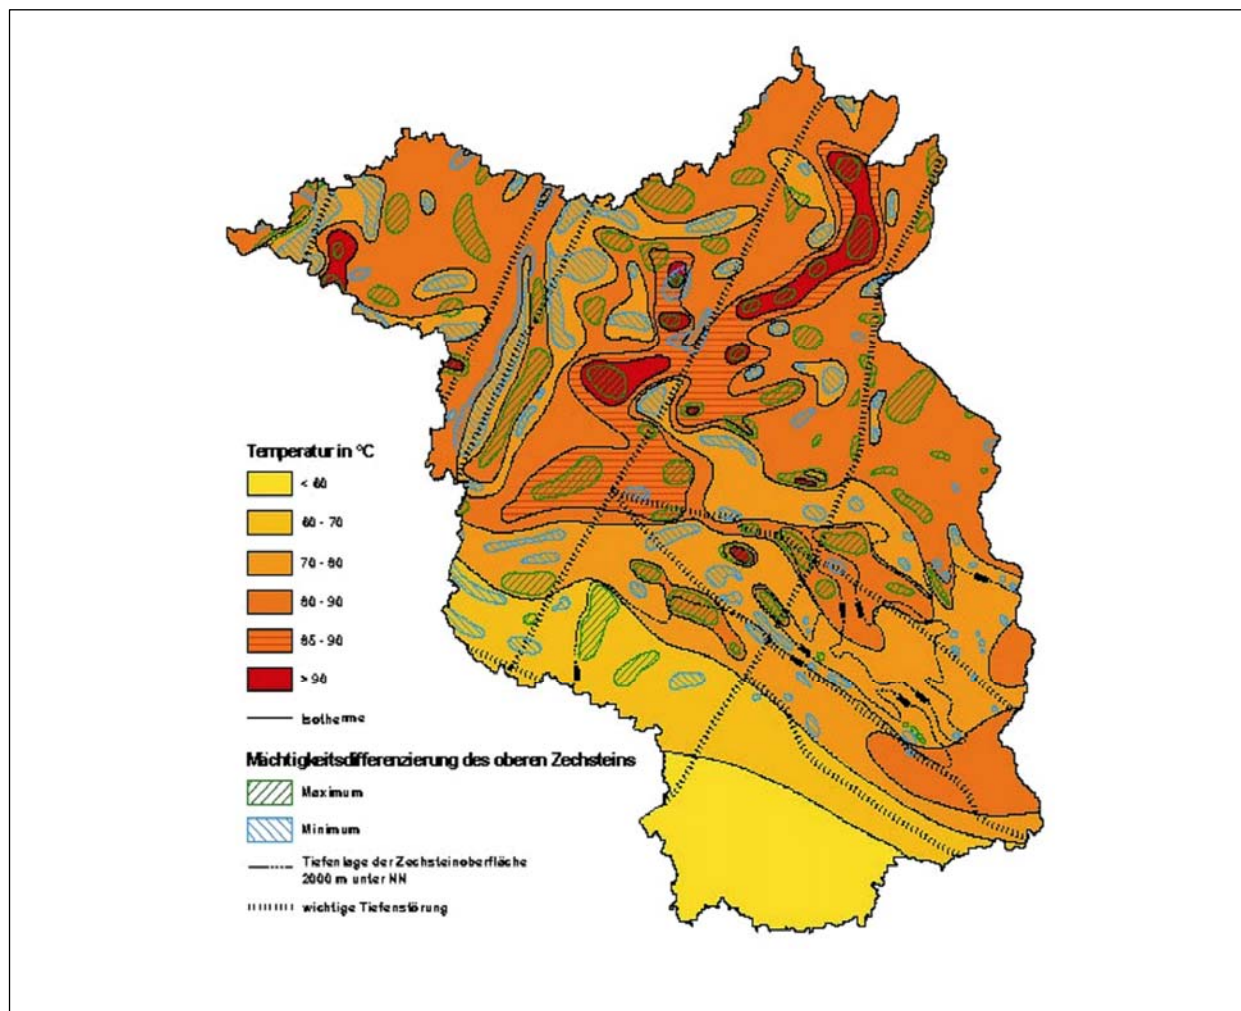 Temperatur in °C
< 60
60 - 70
70 - 80
80 - 90
85 - 90
> 90
Isotherme
Mächtigkeitsdifferenzierung des oberen Zechsteins
Maximum
Minimum
Tiefenlage der Zechsteinoberfläche
2000 m unter NN
wichtige Tiefenstörung